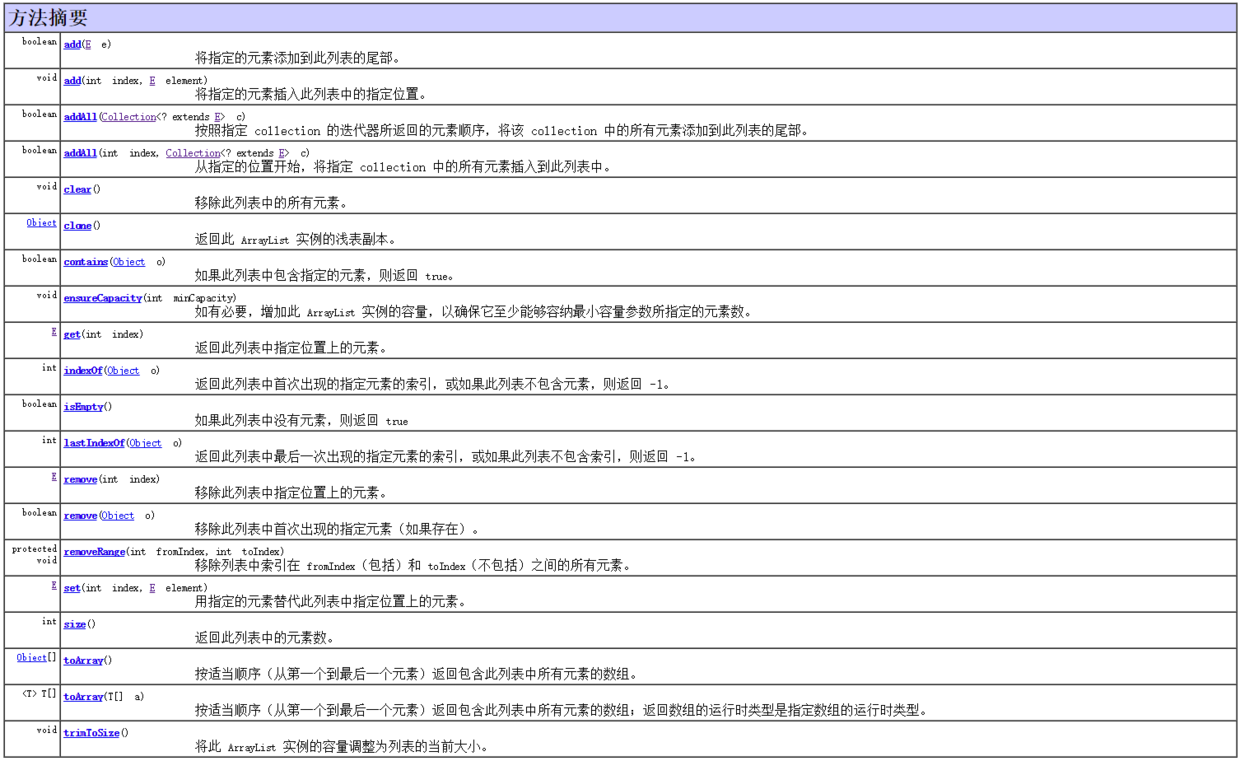 方法摘要
boolean add(E e)
将指定的元素添加到此列表的尾部。
void add(int index, E element)
将指定的元素插入此列表中的指定位置。
boolean addAll(Collection<? extends E> c)
按照指定 collection 的迭代器所返回的元素顺序，将该 collection 中的所有元素添加到此列表的尾部。
boolean addAll(int index, Collection<? extends E> c)
从指定的位置开始，将指定 collection 中的所有元素插入到此列表中。
void clear()
移除此列表中的所有元素。
Object clone()
返回此 ArrayList 实例的浅表副本。
boolean contains(Object o)
如果此列表中包含指定的元素，则返回 true。
void ensureCapacity(int minCapacity)
如有必要，增加此 ArrayList 实例的容量，以确保它至少能够容纳最小容量参数所指定的元素数。
E get(int index)
返回此列表中指定位置上的元素。
int indexOf(Object o)
返回此列表中首次出现的指定元素的索引，或如果此列表不包含元素，则返回 -1。
boolean isEmpty()
如果此列表中没有元素，则返回 true
int lastIndexOf(Object o)
返回此列表中最后一次出现的指定元素的索引，或如果此列表不包含索引，则返回 -1。
E remove(int index)
移除此列表中指定位置上的元素。
boolean remove(Object o)
移除此列表中首次出现的指定元素（如果存在）。
protected void removeRange(int fromIndex, int toIndex)
移除列表中索引在 fromIndex（包括）和 toIndex（不包括）之间的所有元素。
E set(int index, E element)
用指定的元素替代此列表中指定位置上的元素。
int size()
返回此列表中的元素数。
Object[] toArray()
按适当顺序（从第一个到最后一个元素）返回包含此列表中所有元素的数组。
<T> T[] toArray(T[] a)
按适当顺序（从第一个到最后一个元素）返回包含此列表中所有元素的数组；返回数组的运行时类型是指定数组的运行时类型。
void trimToSize()
将此 ArrayList 实例的容量调整为列表的当前大小。